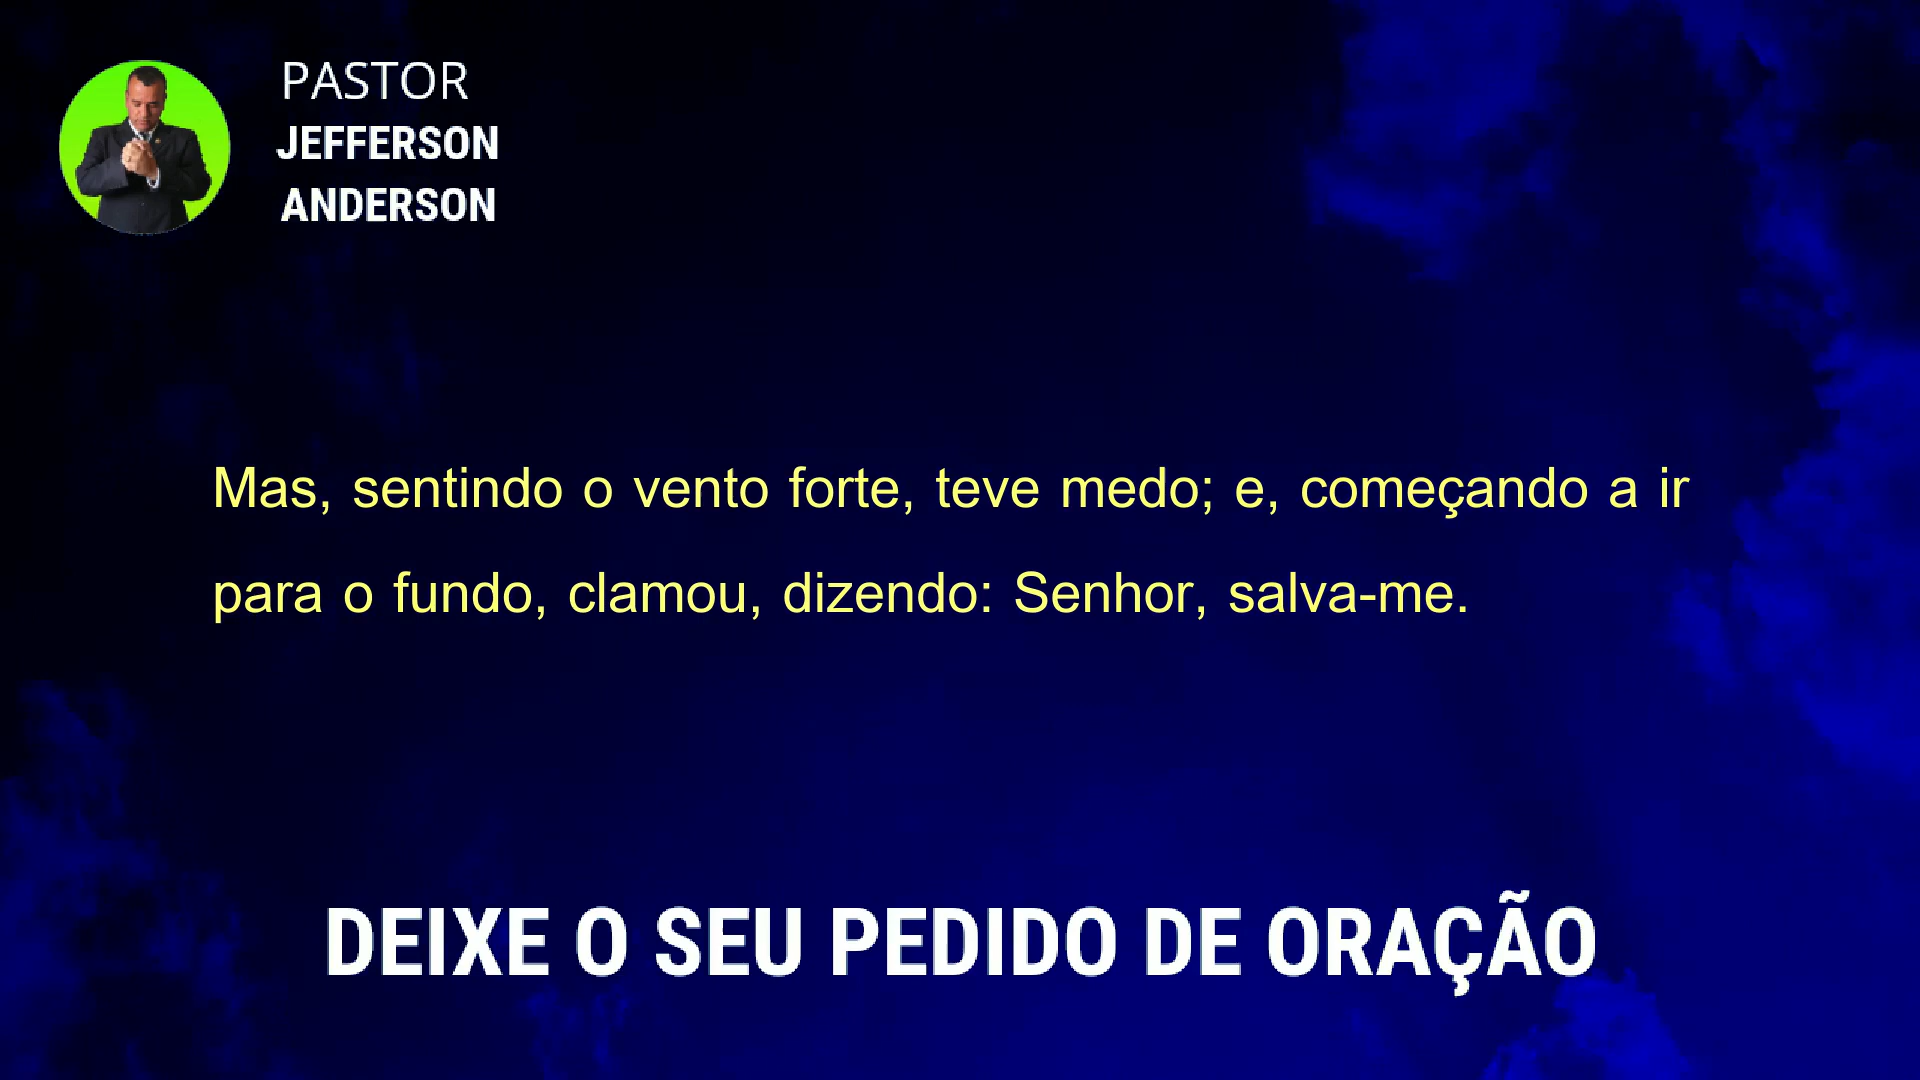 PASTOR
JEFFERSON
ANDERSON
Mas, sentindo o vento forte, teve medo; e, começando a ir
para o fundo, clamou, dizendo: Senhor, salva-me.
DEIXE O SEU PEDIDO DE ORAÇÃO